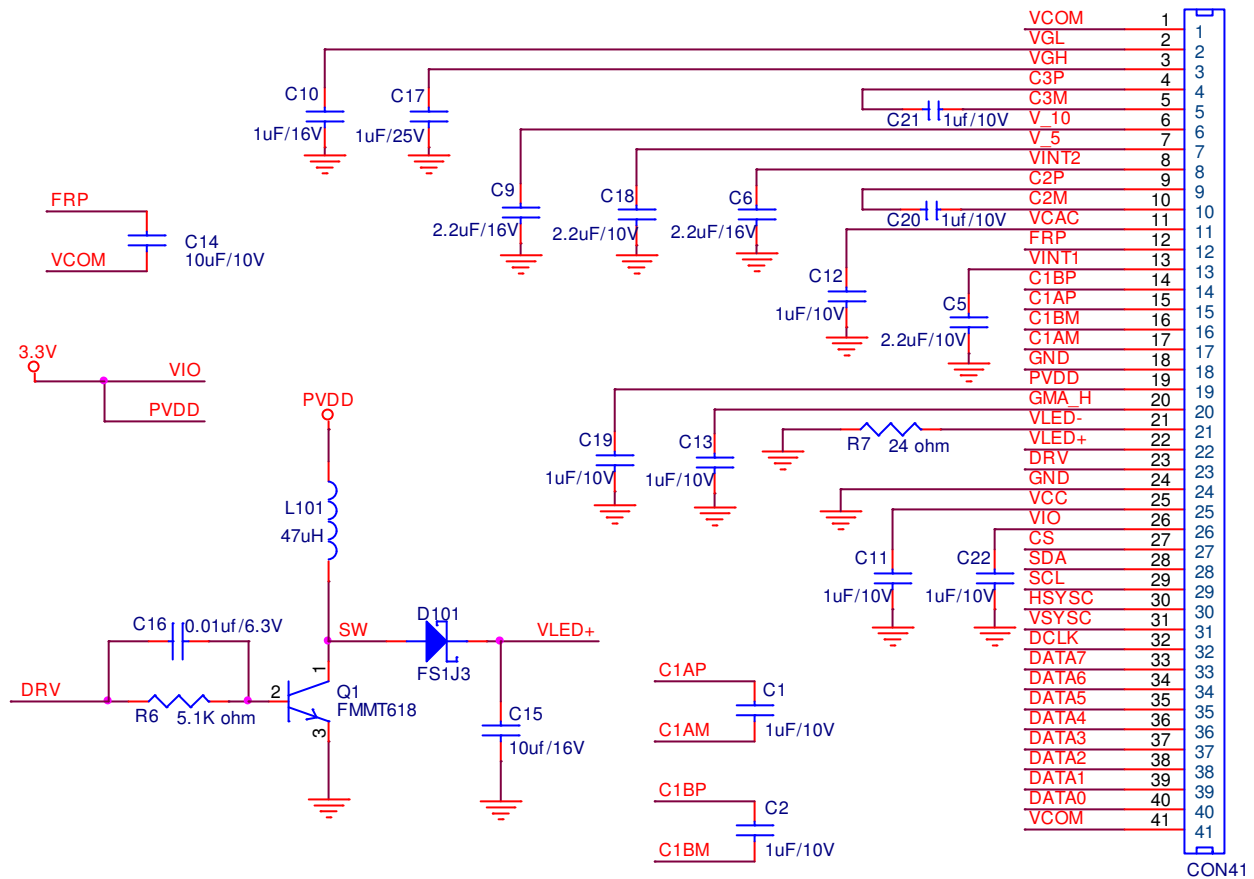 VCOM 1 1
VGL 2 2
VGH 3 3
C3P 4 4
C3M 5 5
V_10 6 6
V_5 7 7
VINT2 8 8
C2P 9 9
C2M 10 10
VCAC 11 11
FRP 12 12
VINT1 13 13
C1BP 14 14
C1AP 15 15
C1BM 16 16
C1AM 17 17
GND 18 18
PVDD 19 19
GMA_H 20 20
VLED- 21 21
VLED+ 22 22
DRV 23 23
GND 24 24
VCC 25 25
VIO 26 26
CS 27 27
SDA 28 28
SCL 29 29
HSYSC 30 30
VSYSC 31 31
DCLK 32 32
DATA7 33 33
DATA6 34 34
DATA5 35 35
DATA4 36 36
DATA3 37 37
DATA2 38 38
DATA1 39 39
DATA0 40 40
VCOM 41 41
CON41
C10
1uF/16V
C17
1uF/25V
C21 1uf/10V
C9
2.2uF/16V
C18
2.2uF/10V
C6
2.2uF/16V
C20 1uf/10V
C12
1uF/10V
C5
2.2uF/10V
FRP
C14
10uF/10V
VCOM
3.3V
VIO
PVDD
PVDD
L101
47uH
C19
1uF/10V
C13
1uF/10V
R7 24 ohm
C11
1uF/10V
C22
1uF/10V
C16 0.01uf/6.3V
SW
D101
FS1J3
VLED+
DRV
R6 5.1K ohm
1
2
3
Q1
FMMT618
C15
10uf/16V
C1AP
C1
1uF/10V
C1AM
C1BP
C2
1uF/10V
C1BM